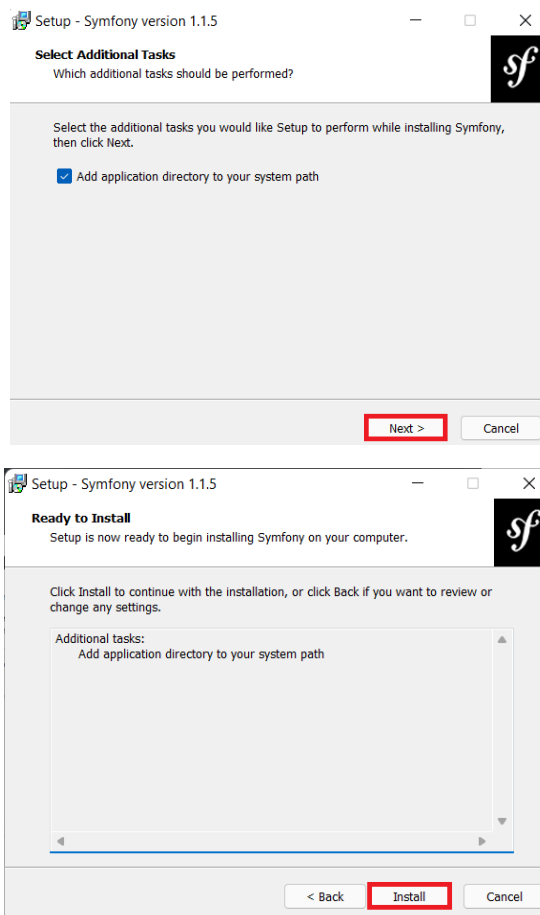 Setup - Symfony version 1.1.5
Select Additional Tasks
Which additional tasks should be performed?
sf
Select the additional tasks you would like Setup to perform while installing Symfony,
then click Next.
Add application directory to your system path
Next >
Cancel
Setup - Symfony version 1.1.5
Ready to Install
Setup is now ready to begin installing Symfony on your computer.
sf
Click Install to continue with the installation, or click Back if you want to review or
change any settings.
Additional tasks:
Add application directory to your system path
< Back
Install
Cancel